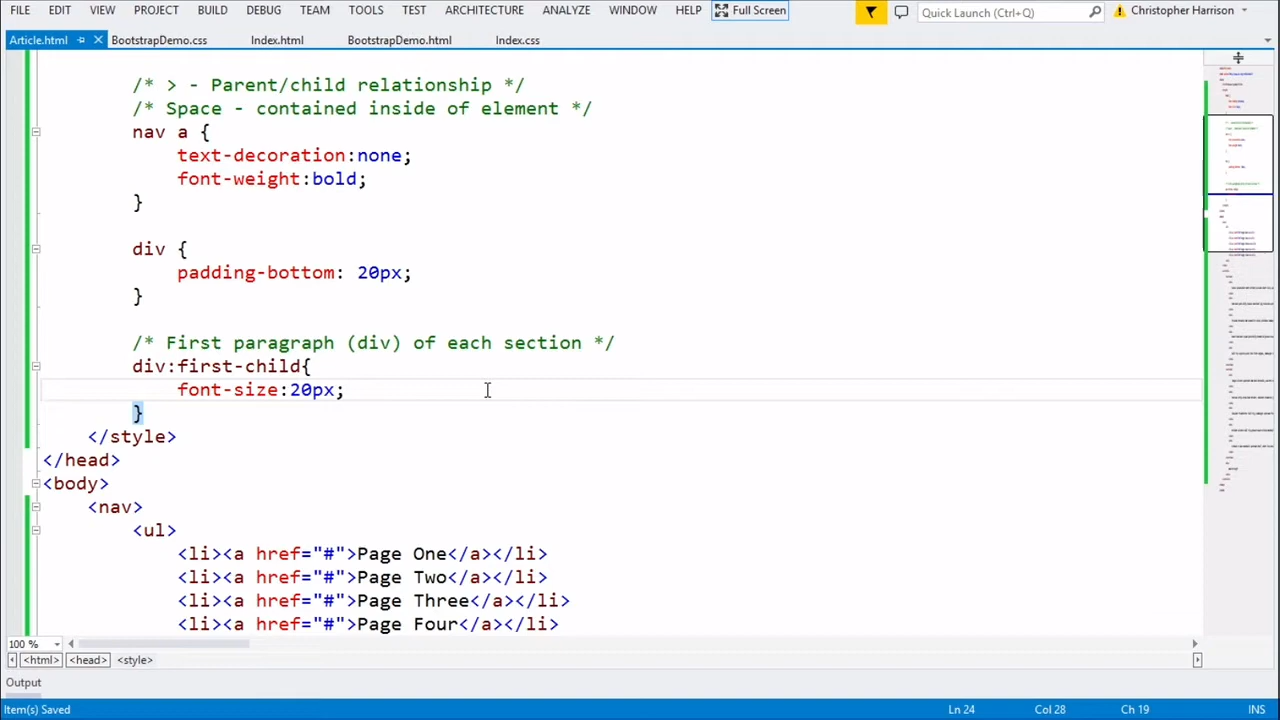 FILE EDIT VIEW PROJECT BUILD DEBUG TEAM TOOLS TEST ARCHITECTURE ANALYZE WINDOW HELP Full Screen Quick Launch (Ctrl+Q) Christopher Harrison
Article.html BootstrapDemo.css Index.html BootstrapDemo.html Index.css
/* > - Parent/child relationship */
/* Space - contained inside of element */
nav a {
text-decoration:none;
font-weight:bold;
}
div {
padding-bottom: 20px;
}
/* First paragraph (div) of each section */
div:first-child{
font-size:20px;
}
</style>
</head>
<body>
<nav>
<ul>
<li><a href="#">Page One</a></li>
<li><a href="#">Page Two</a></li>
<li><a href="#">Page Three</a></li>
<li><a href="#">Page Four</a></li>
100 %
<html> <head> <style>
Output
Item(s) Saved Ln 24 Col 28 Ch 19 INS